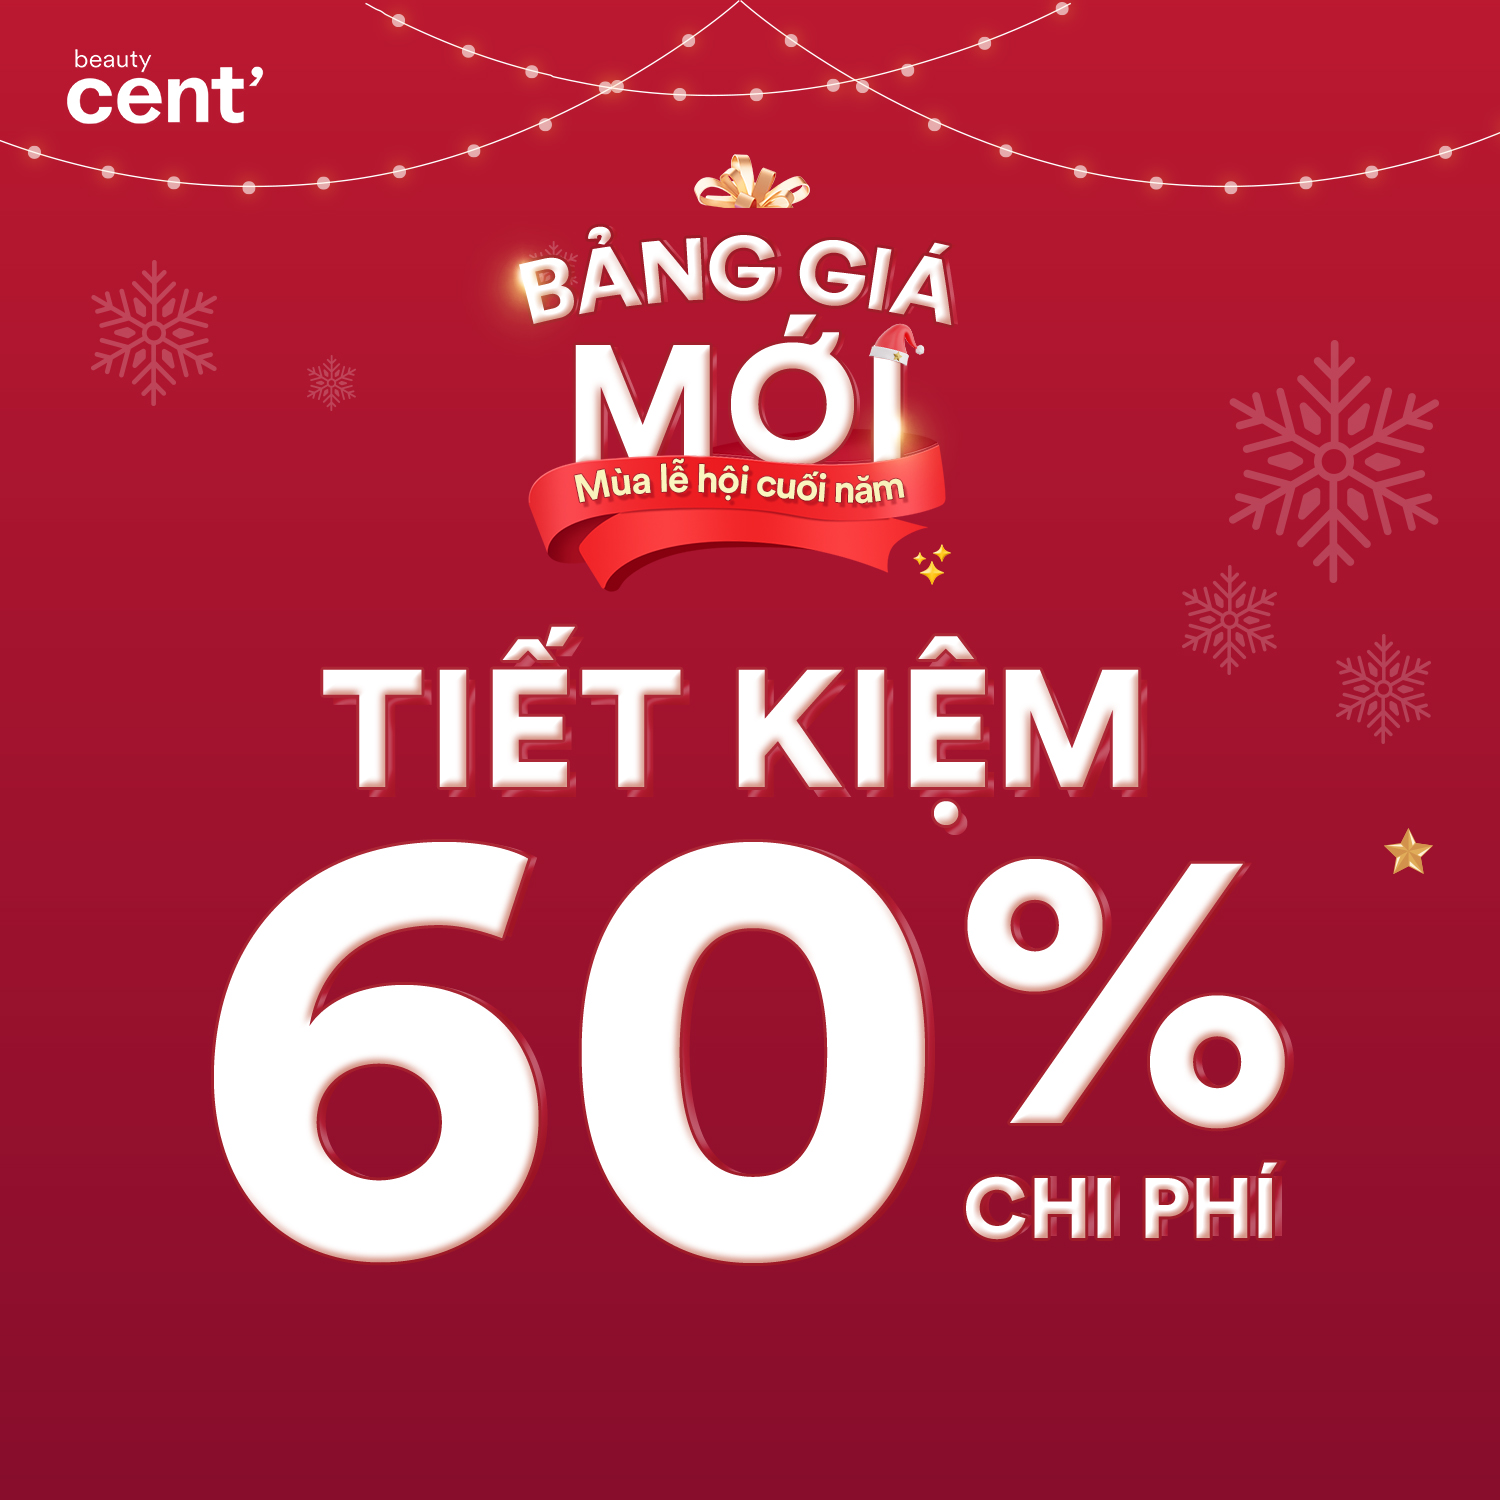 beauty
cent’
BẢNG GIÁ
MỚI
Mùa lễ hội cuối năm
TIẾT KIỆM
60%
CHI PHÍ